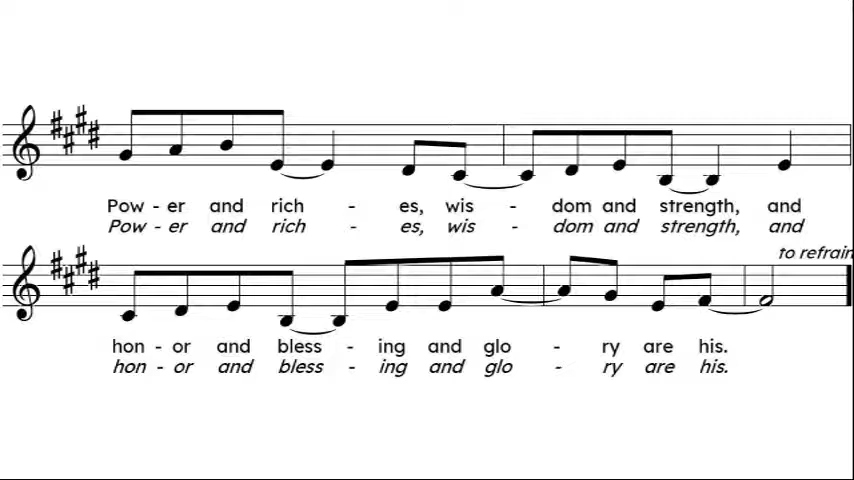 Pow - er and rich - es, wis - dom and strength, and
Pow - er and rich - es, wis - dom and strength, and
to refrain
hon - or and bless - ing and glo - ry are his.
hon - or and bless - ing and glo - ry are his.